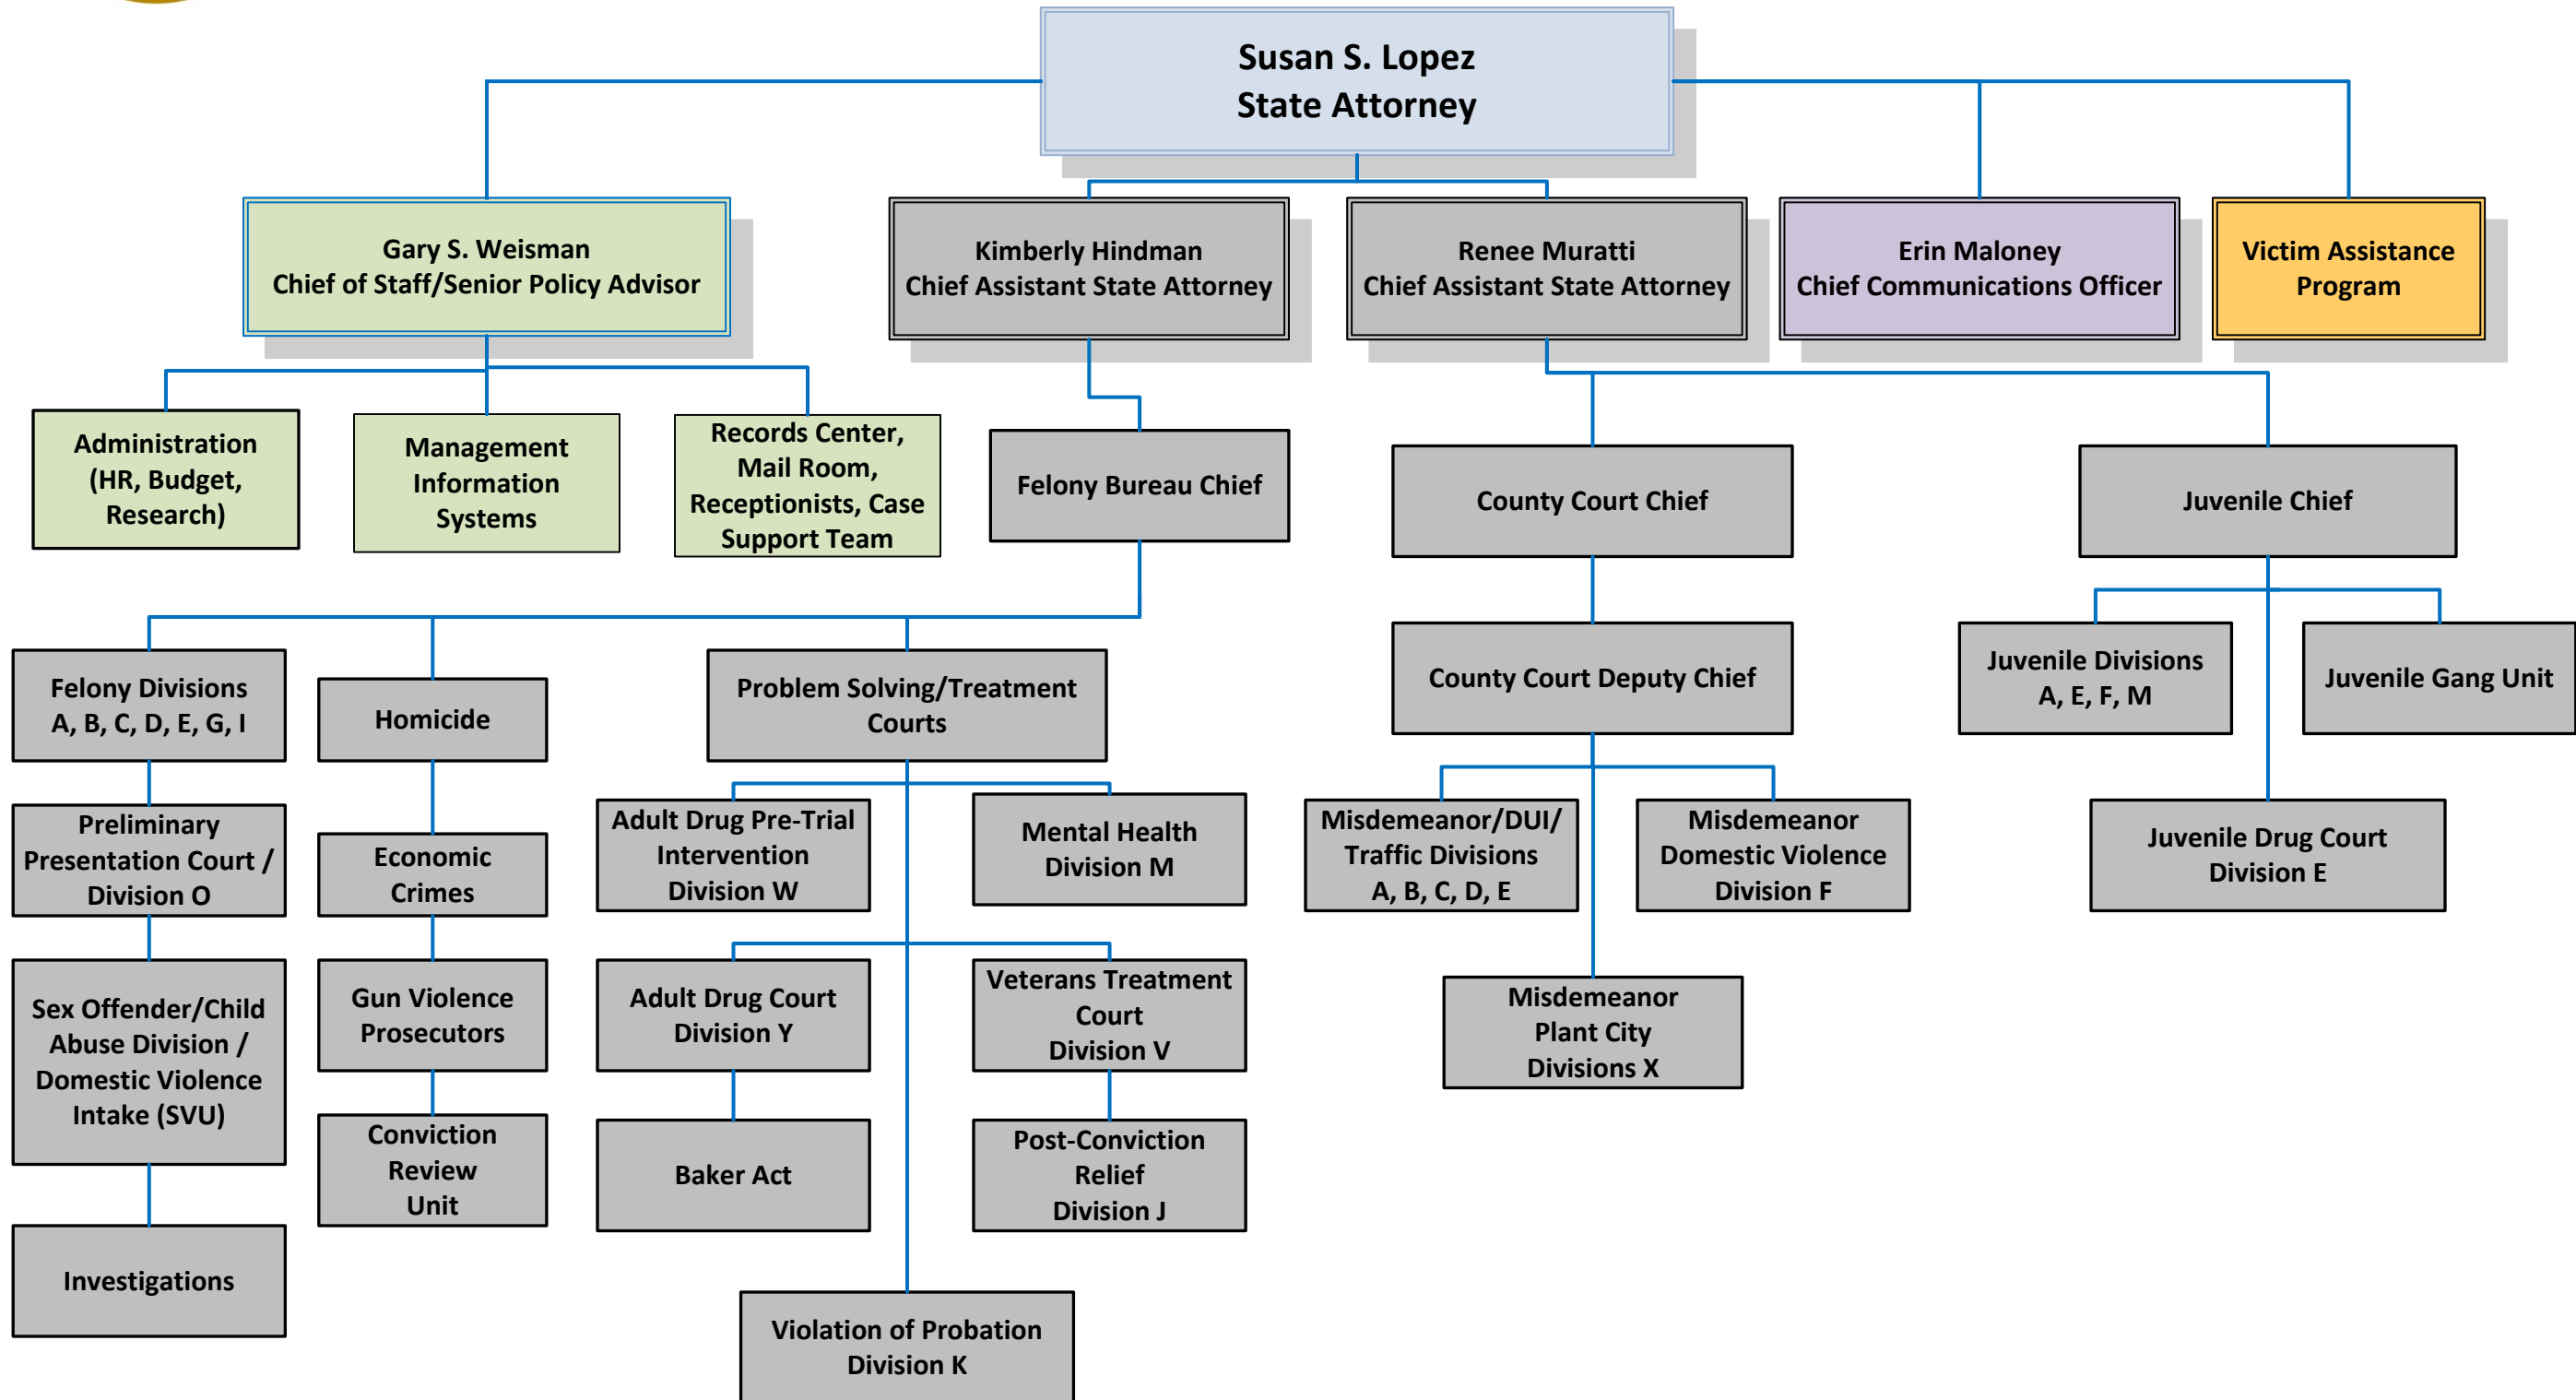 Susan S. Lopez
State Attorney
Gary S. Weisman
Chief of Staff/Senior Policy Advisor
Kimberly Hindman
Chief Assistant State Attorney
Renee Muratti
Chief Assistant State Attorney
Erin Maloney
Chief Communications Officer
Victim Assistance
Program
Administration
(HR, Budget,
Research)
Management
Information
Systems
Records Center,
Mail Room,
Receptionists, Case
Support Team
Felony Bureau Chief
County Court Chief
Juvenile Chief
Felony Divisions
A, B, C, D, E, G, I
Homicide
Problem Solving/Treatment
Courts
County Court Deputy Chief
Juvenile Divisions
A, E, F, M
Juvenile Gang Unit
Preliminary
Presentation Court /
Division O
Economic
Crimes
Adult Drug Pre-Trial
Intervention
Division W
Mental Health
Division M
Misdemeanor/DUI/
Traffic Divisions
A, B, C, D, E
Misdemeanor
Domestic Violence
Division F
Juvenile Drug Court
Division E
Sex Offender/Child
Abuse Division /
Domestic Violence
Intake (SVU)
Gun Violence
Prosecutors
Adult Drug Court
Division Y
Veterans Treatment
Court
Division V
Misdemeanor
Plant City
Divisions X
Conviction
Review
Unit
Baker Act
Post-Conviction
Relief
Division J
Investigations
Violation of Probation
Division K